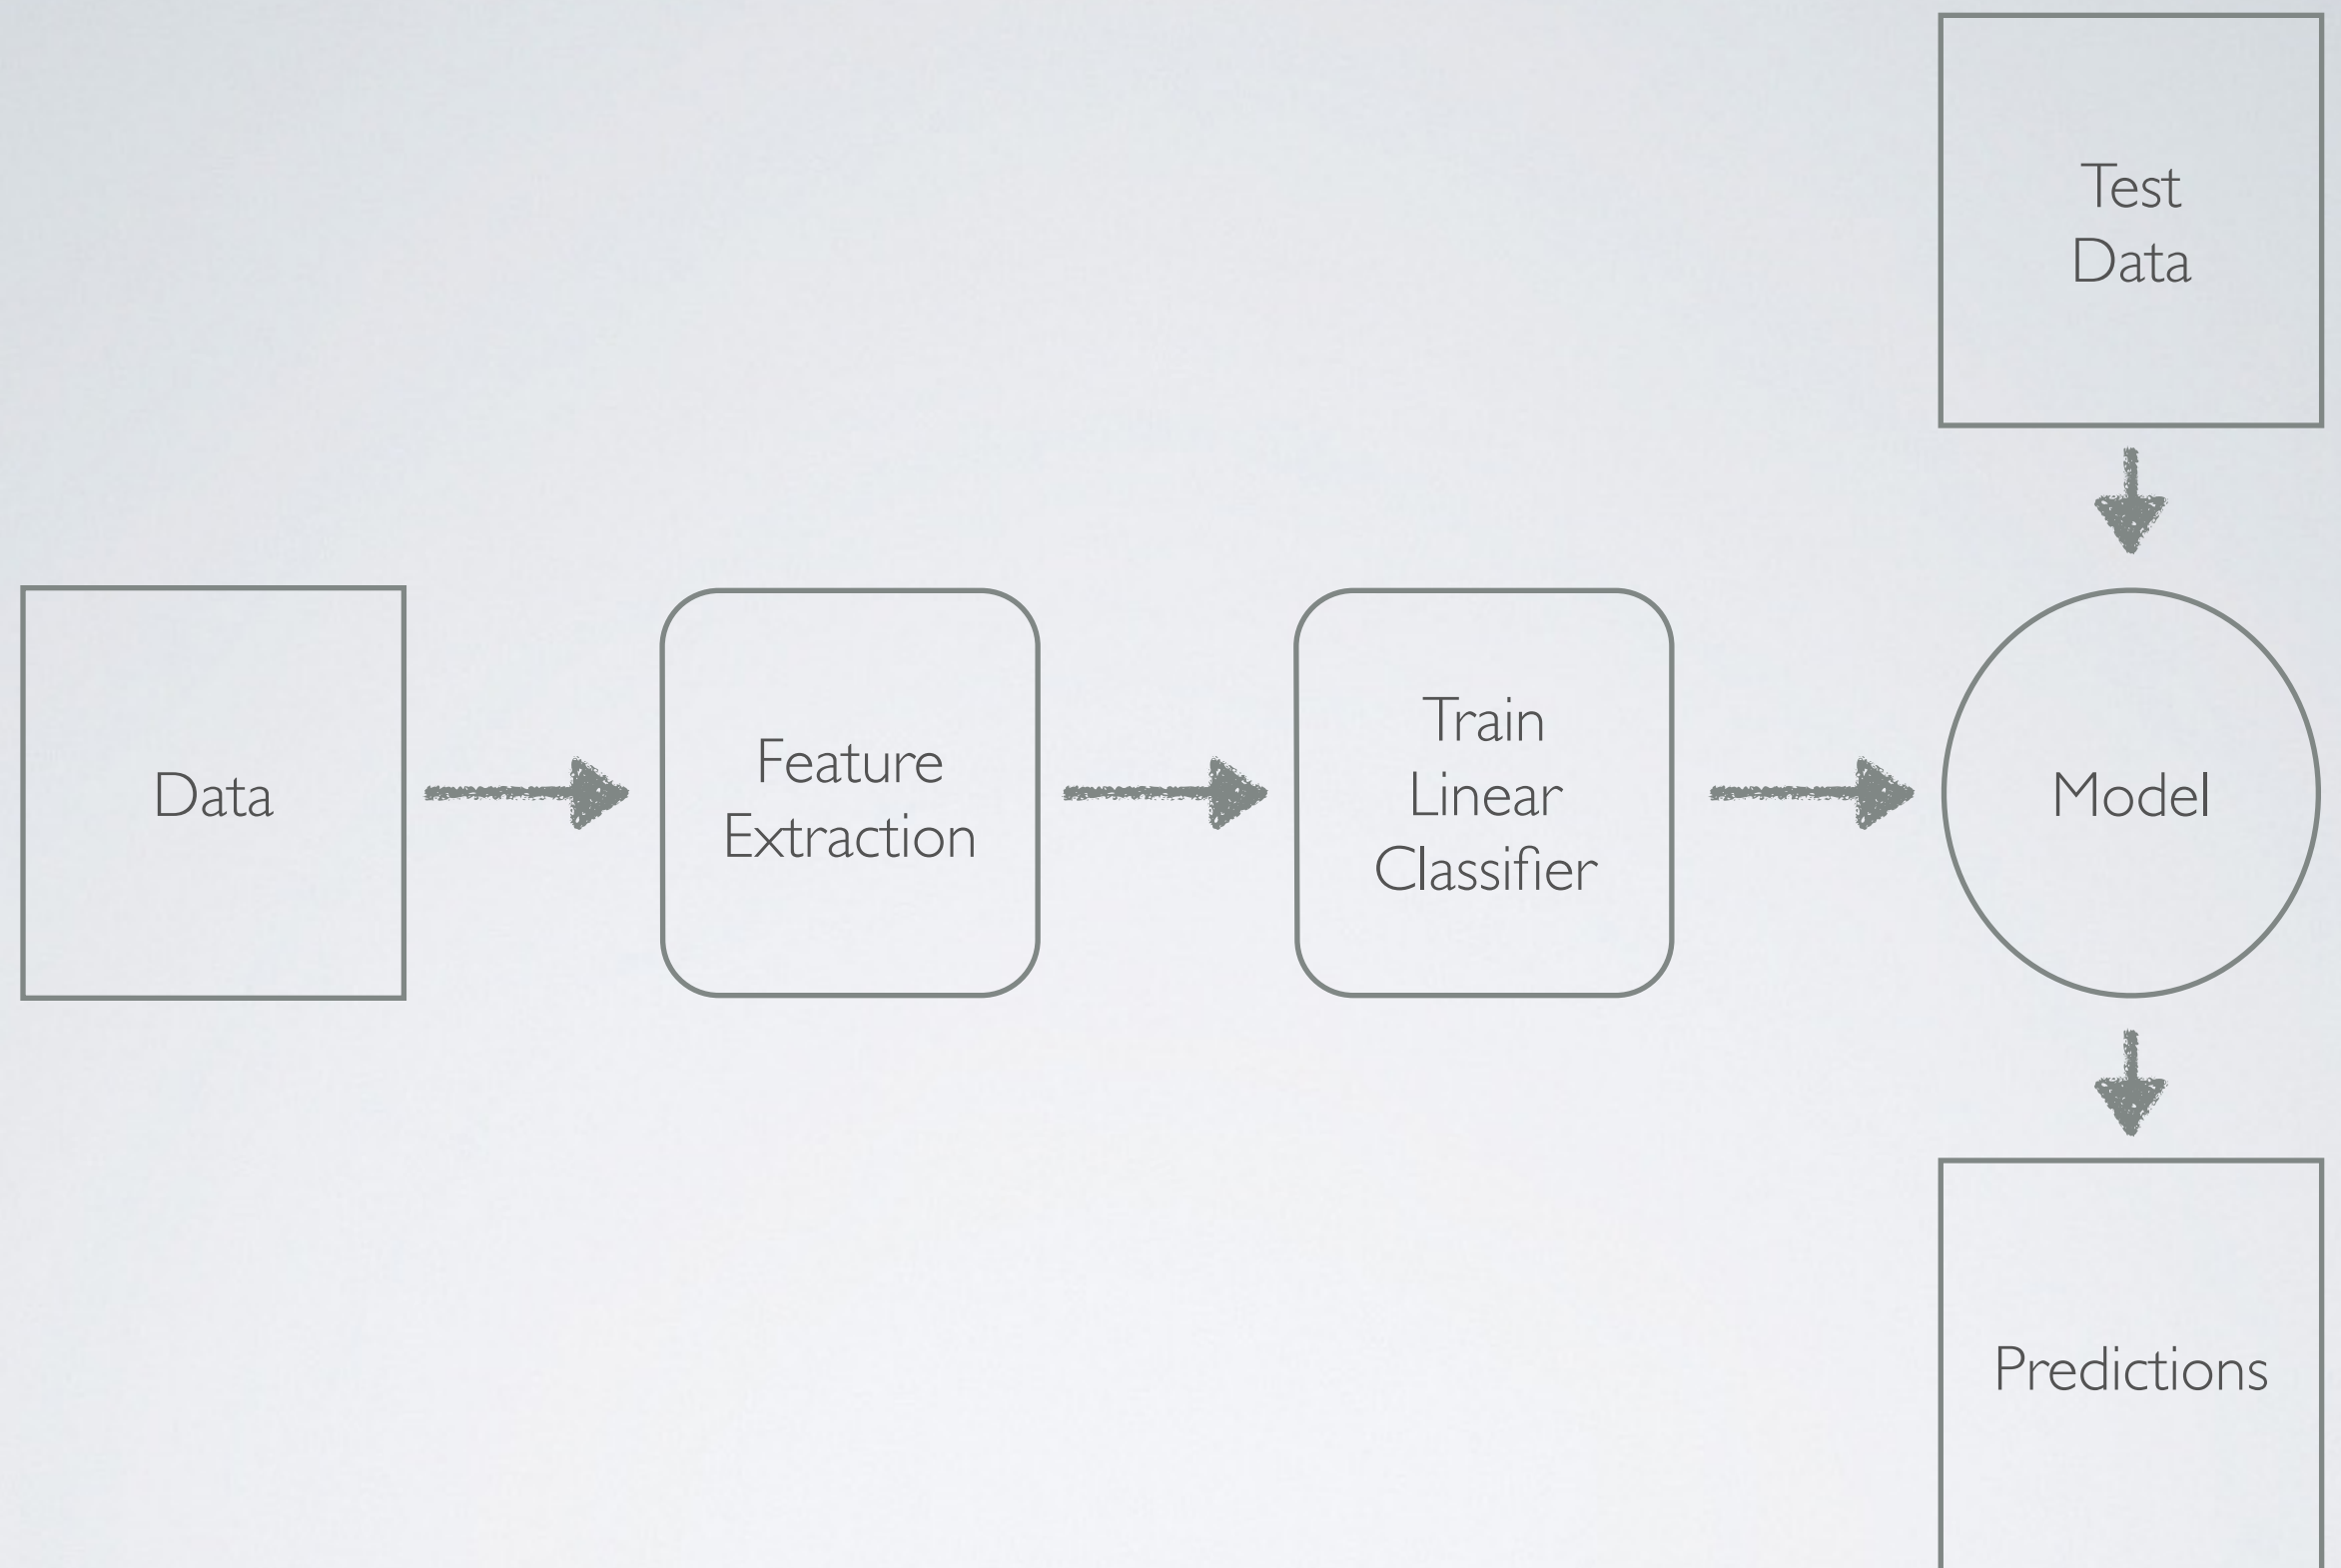 Test
Data
Data
Feature
Extraction
Train
Linear
Classifier
Model
Predictions